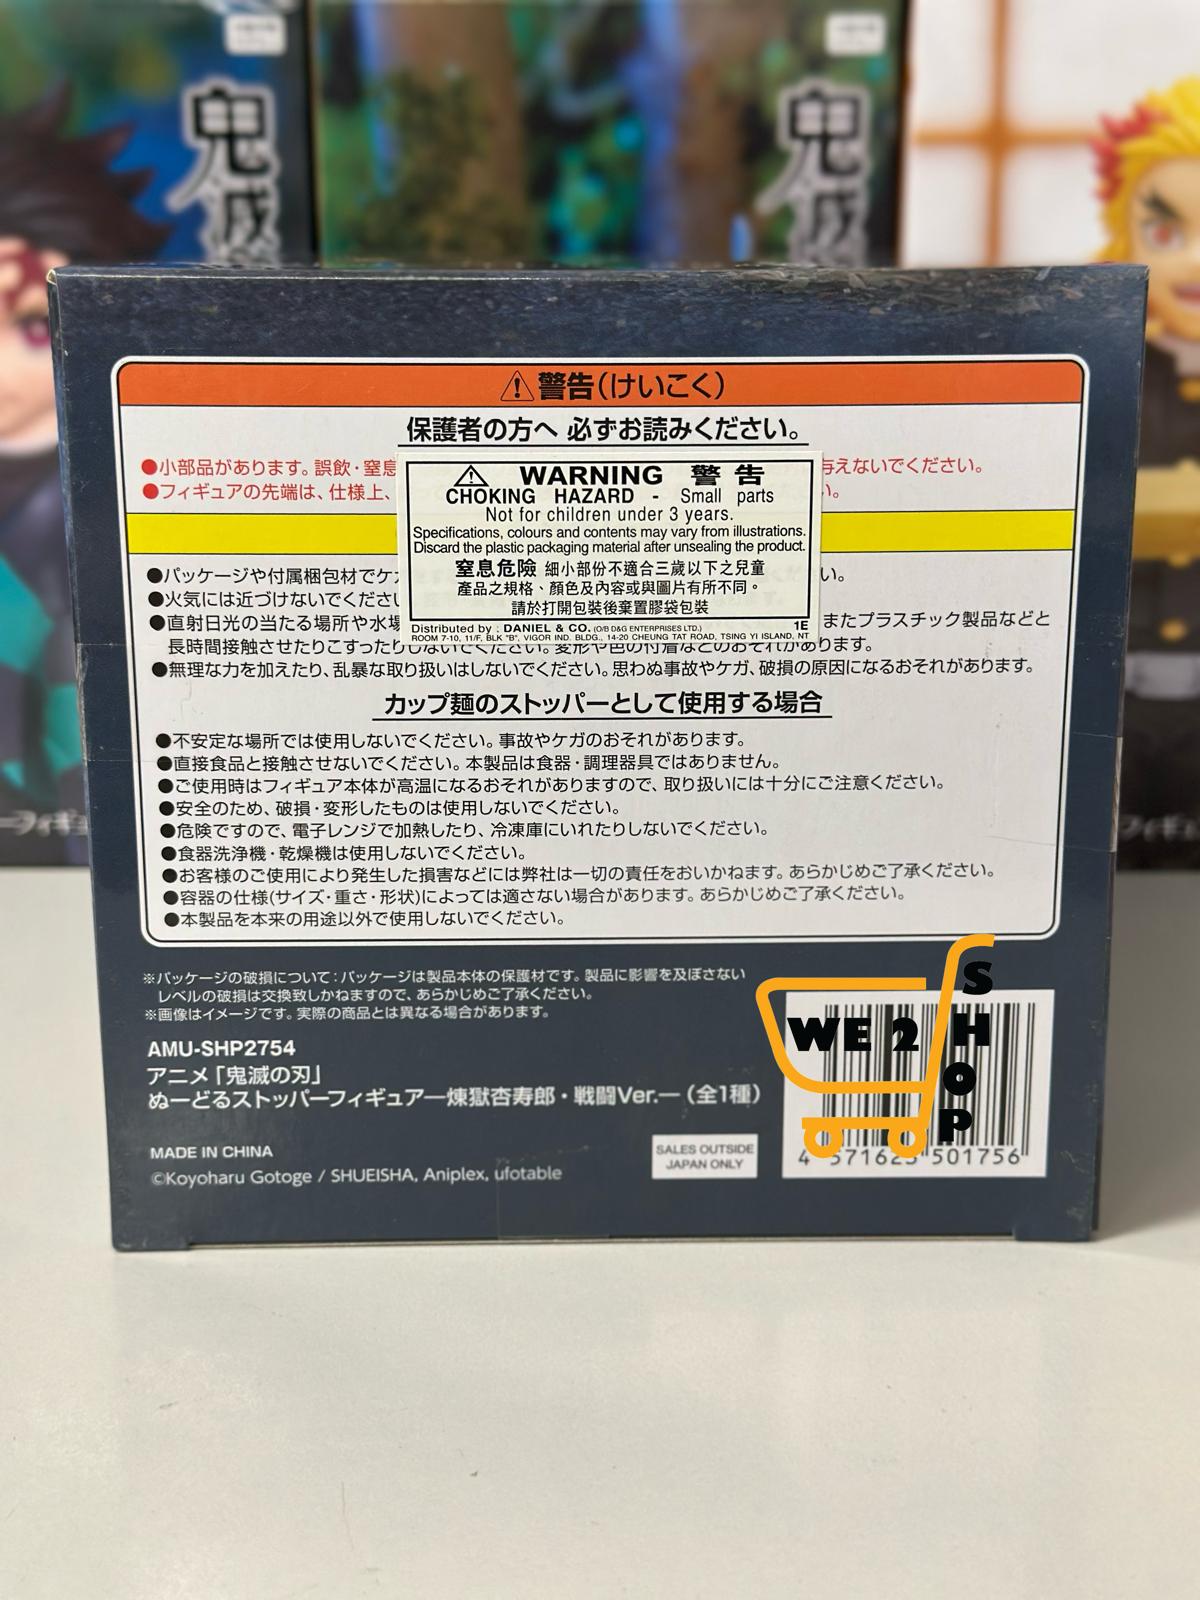 鬼滅
鬼滅
警告(けいこく)
保護者の方へ 必ずお読みください。
●小部品があります。誤飲・窒息
与えないでください。
●フィギュアの先端は、仕様上、
い。
WARNING 警告
CHOKING HAZARD - Small parts
Not for children under 3 years.
Specifications, colours and contents may vary from illustrations.
Discard the plastic packaging material after unsealing the product.
窒息危險 細小部份不適合三歲以下之兒童
產品之規格、顏色及內容或與圖片有所不同。
請於打開包裝後棄置膠袋包裝
Distributed by : DANIEL & CO. (O/B D&G ENTERPRISES LTD.) 1E
ROOM 7-10, 11/F, BLK "B", VIGOR IND. BLDG., 14-20 CHEUNG TAT ROAD, TSING YI ISLAND, NT
●パッケージや付属梱包材でケガ
い。
●火気には近づけないでください
●直射日光の当たる場所や水場
またプラスチック製品などと
長時間接触させたりこすったりしないでください。変形や色の付着などのおそれがあります。
●無理な力を加えたり、乱暴な取り扱いはしないでください。思わぬ事故やケガ、破損の原因になるおそれがあります。
カップ麺のストッパーとして使用する場合
●不安定な場所では使用しないでください。事故やケガのおそれがあります。
●直接食品と接触させないでください。本製品は食器・調理器具ではありません。
●ご使用時はフィギュア本体が高温になるおそれがありますので、取り扱いには十分にご注意ください。
●安全のため、破損・変形したものは使用しないでください。
●危険ですので、電子レンジで加熱したり、冷凍庫にいれたりしないでください。
●食器洗浄機・乾燥機は使用しないでください。
●お客様のご使用により発生した損害などには弊社は一切の責任をおいかねます。あらかじめご了承ください。
●容器の仕様(サイズ・重さ・形状)によっては適さない場合があります。あらかじめご了承ください。
●本製品を本来の用途以外で使用しないでください。
※パッケージの破損について:パッケージは製品本体の保護材です。製品に影響を及ぼさない
レベルの破損は交換致しかねますので、あらかじめご了承ください。
※画像はイメージです。実際の商品とは異なる場合があります。
AMU-SHP2754
アニメ「鬼滅の刃」
ぬーどるストッパーフィギュア―煉獄杏寿郎・戦闘Ver.―(全1種)
MADE IN CHINA
©Koyoharu Gotoge / SHUEISHA, Aniplex, ufotable
SALES OUTSIDE
JAPAN ONLY
WE 2
SHOP
4 571623 501756